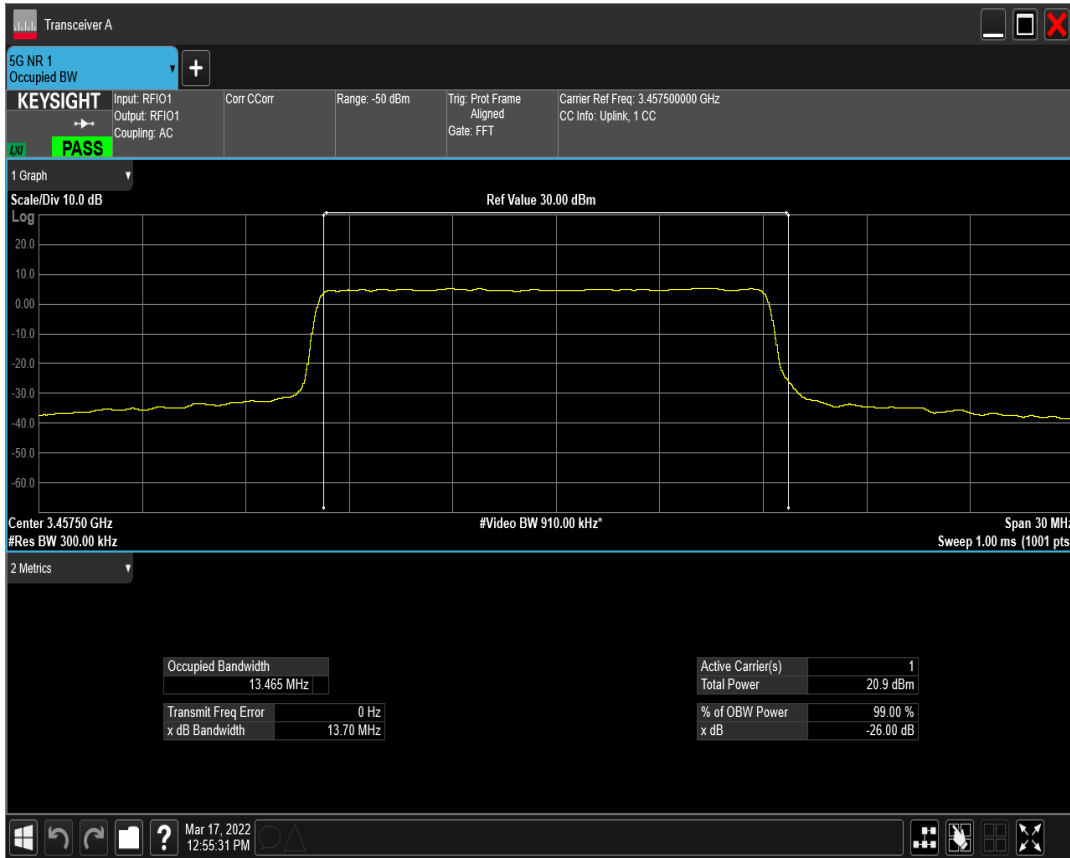 Transceiver A
5G NR 1
Occupied BW
+
KEYSIGHT
LXI
PASS
Input: RFIO1
Output: RFIO1
Coupling: AC
Corr CCorr
Range: -50 dBm
Trig: Prot Frame
Aligned
Gate: FFT
Carrier Ref Freq: 3.457500000 GHz
CC Info: Uplink, 1 CC
1 Graph
Scale/Div 10.0 dB
Ref Value 30.00 dBm
Log
20.0
10.0
0.00
-10.0
-20.0
-30.0
-40.0
-50.0
-60.0
Center 3.45750 GHz
#Video BW 910.00 kHz*
Span 30 MHz
#Res BW 300.00 kHz
Sweep 1.00 ms (1001 pts
2 Metrics
Occupied Bandwidth
13.465 MHz
Transmit Freq Error 0 Hz
x dB Bandwidth 13.70 MHz
Active Carrier(s) 1
Total Power 20.9 dBm
% of OBW Power 99.00 %
x dB -26.00 dB
?
Mar 17, 2022
12:55:31 PM